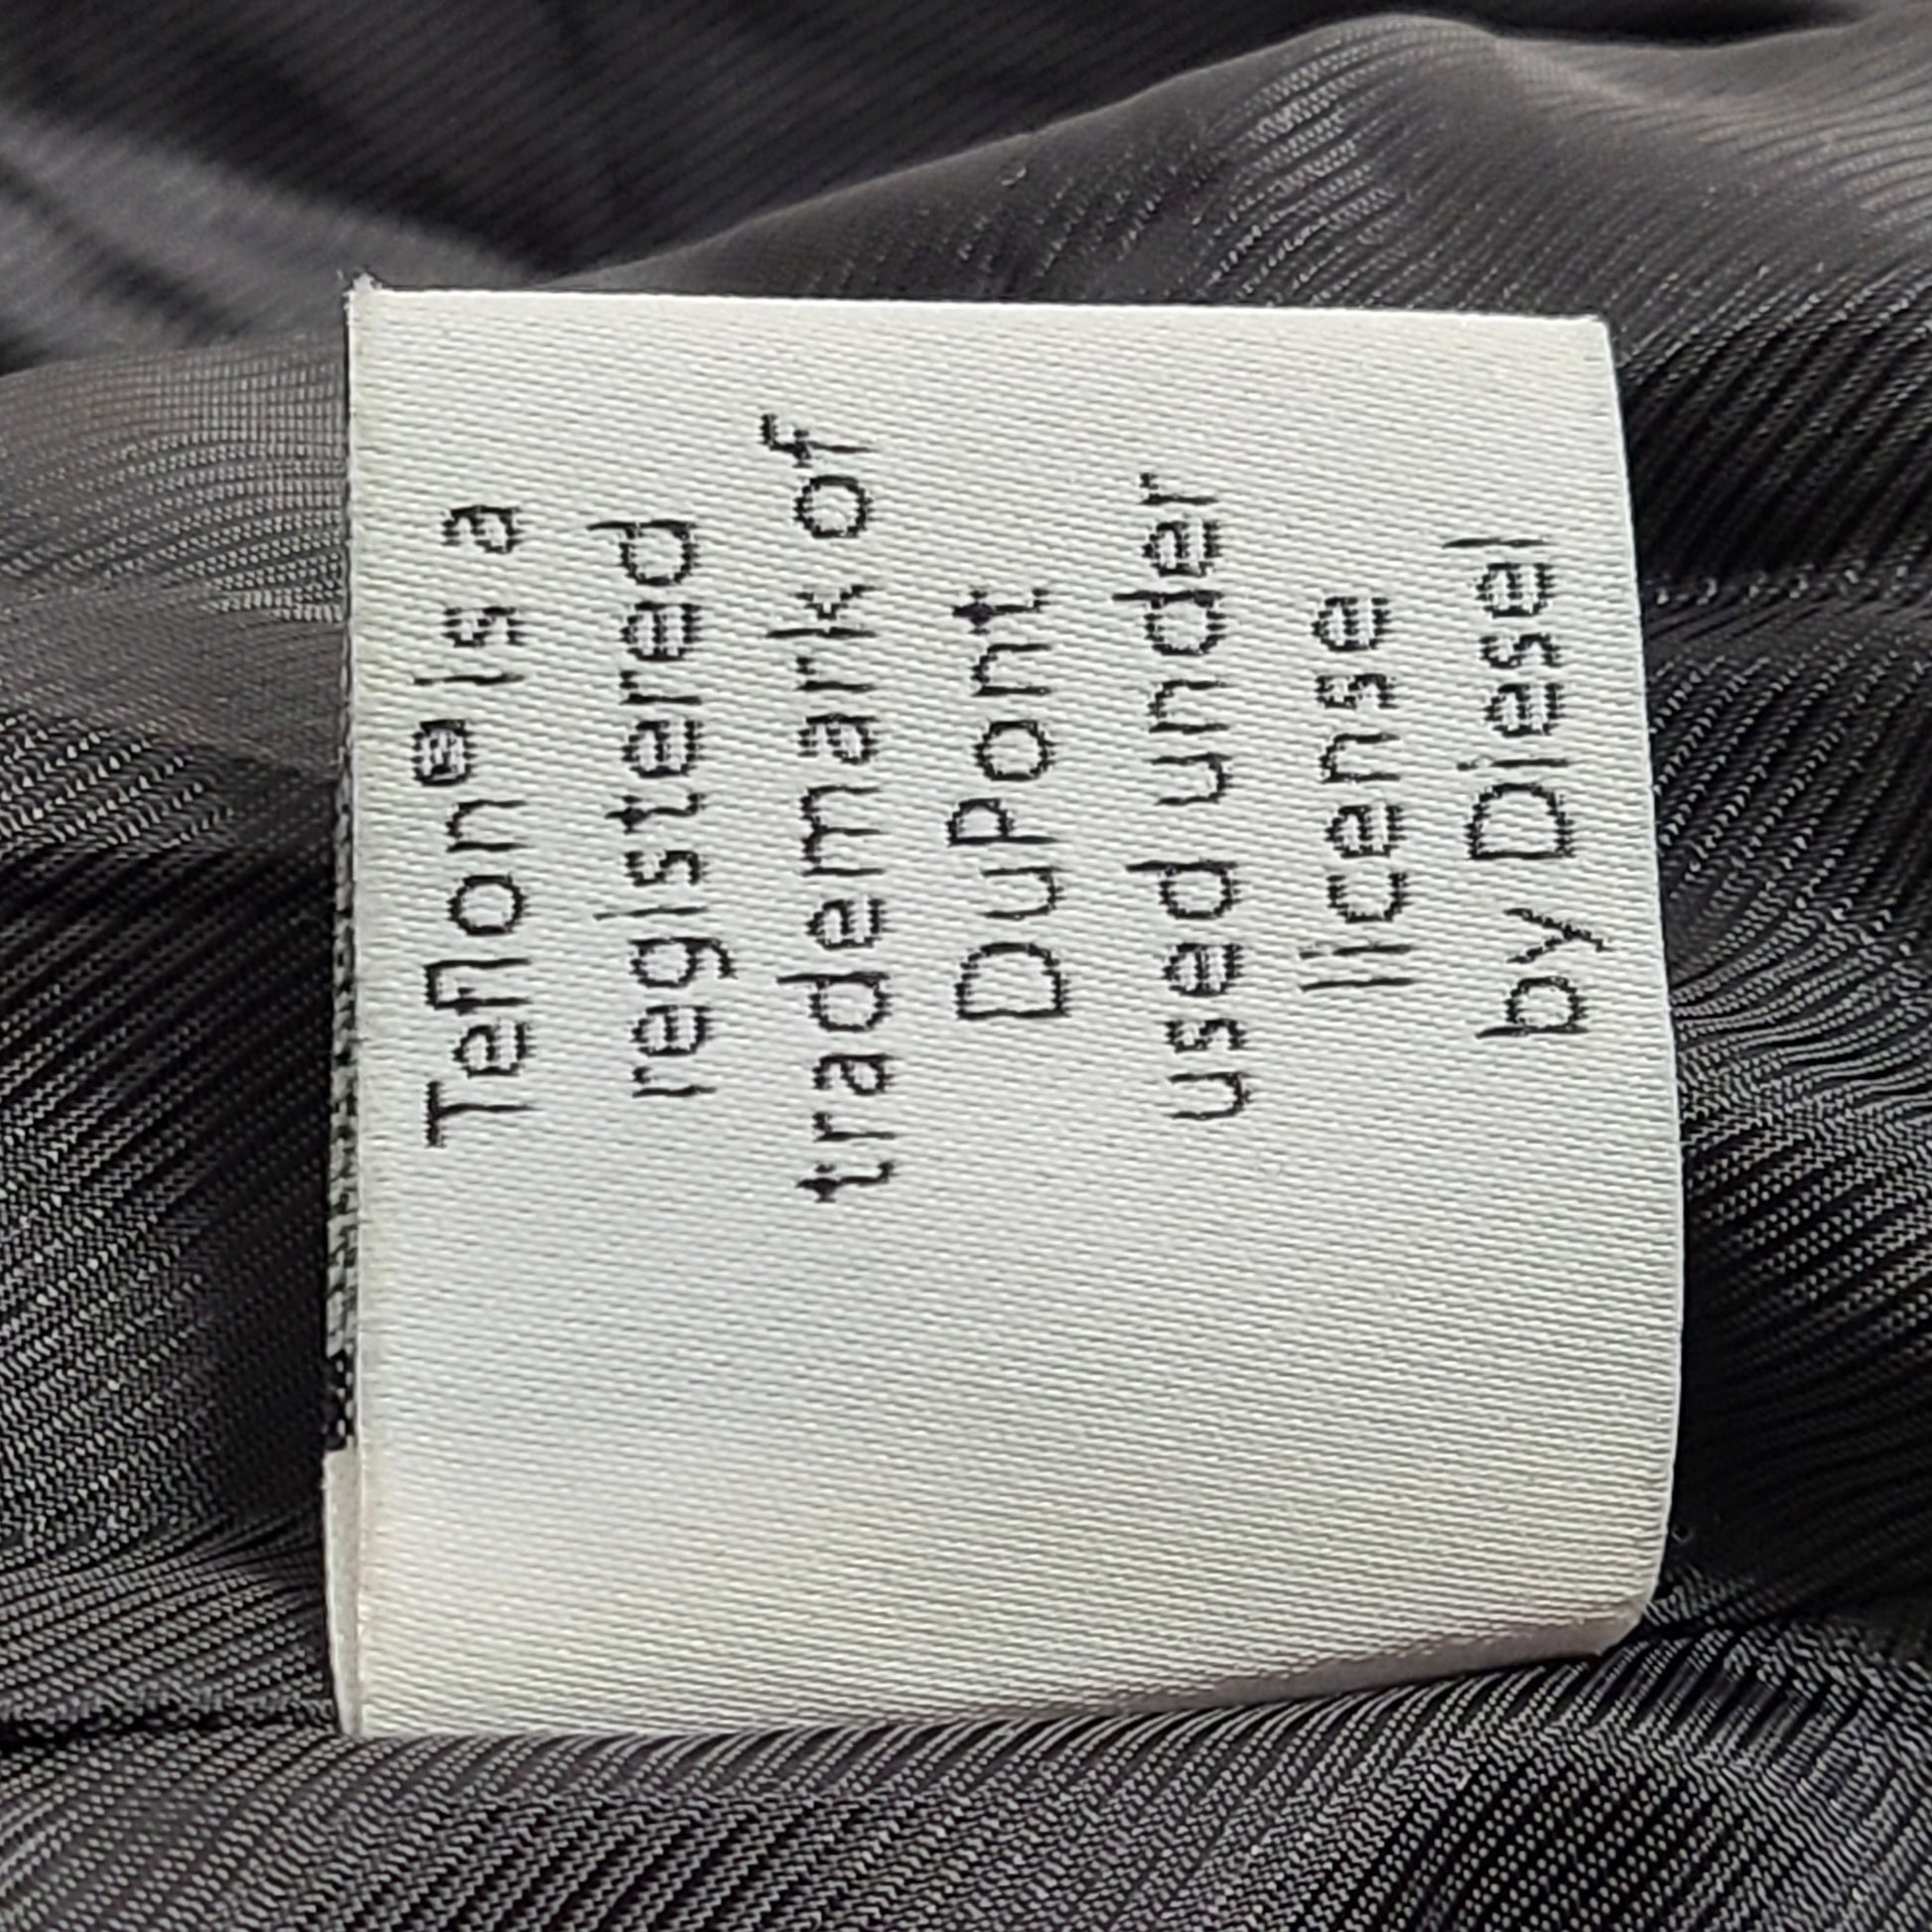 Teflon® is a
registered
trademark of
DuPont
used under
license
by Diesel